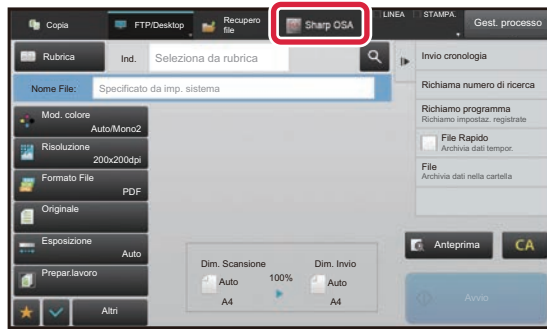 Copia
FTP/Desktop
Recupero
file
Sharp OSA
LINEA
STAMPA.
Gest. processo
Rubrica
Ind.
Seleziona da rubrica
Nome File:
Specificato da imp. sistema
Mod. colore
Auto/Mono2
Risoluzione
200x200dpi
Formato File
PDF
Originale
Esposizione
Auto
Prepar.lavoro
Altri
Dim. Scansione
Auto
A4
100%
Dim. Invio
Auto
A4
Invio cronologia
Richiama numero di ricerca
Richiamo programma
Richiamo impostaz. registrate
File Rapido
Archivia dati tempor.
File
Archivia dati nella cartella
Anteprima
CA
Avvio